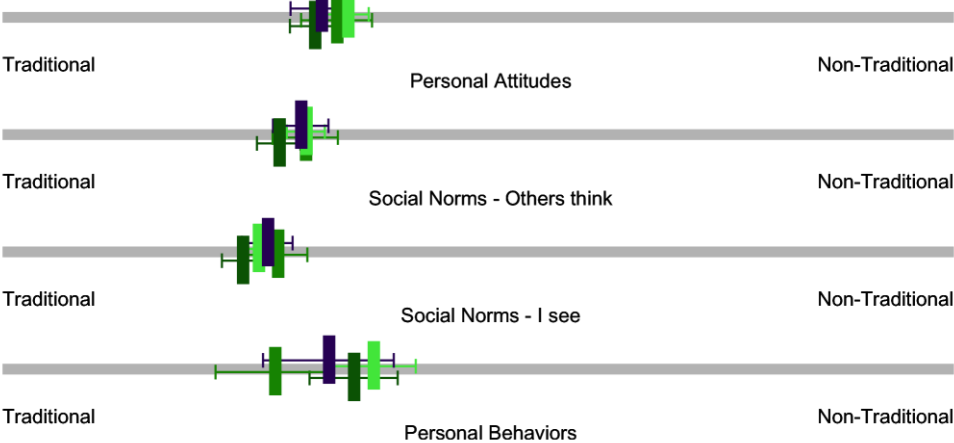 Traditional
Non-Traditional
Personal Attitudes
Traditional
Non-Traditional
Social Norms - Others think
Traditional
Non-Traditional
Social Norms - I see
Traditional
Non-Traditional
Personal Behaviors